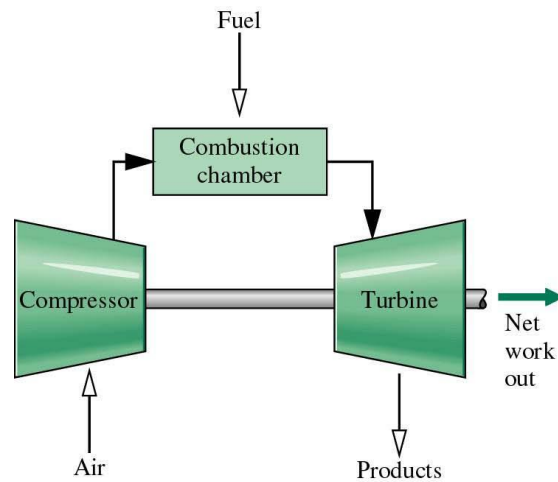 Fuel
Combustion
chamber
Compressor
Turbine
Net
work
out
Air
Products